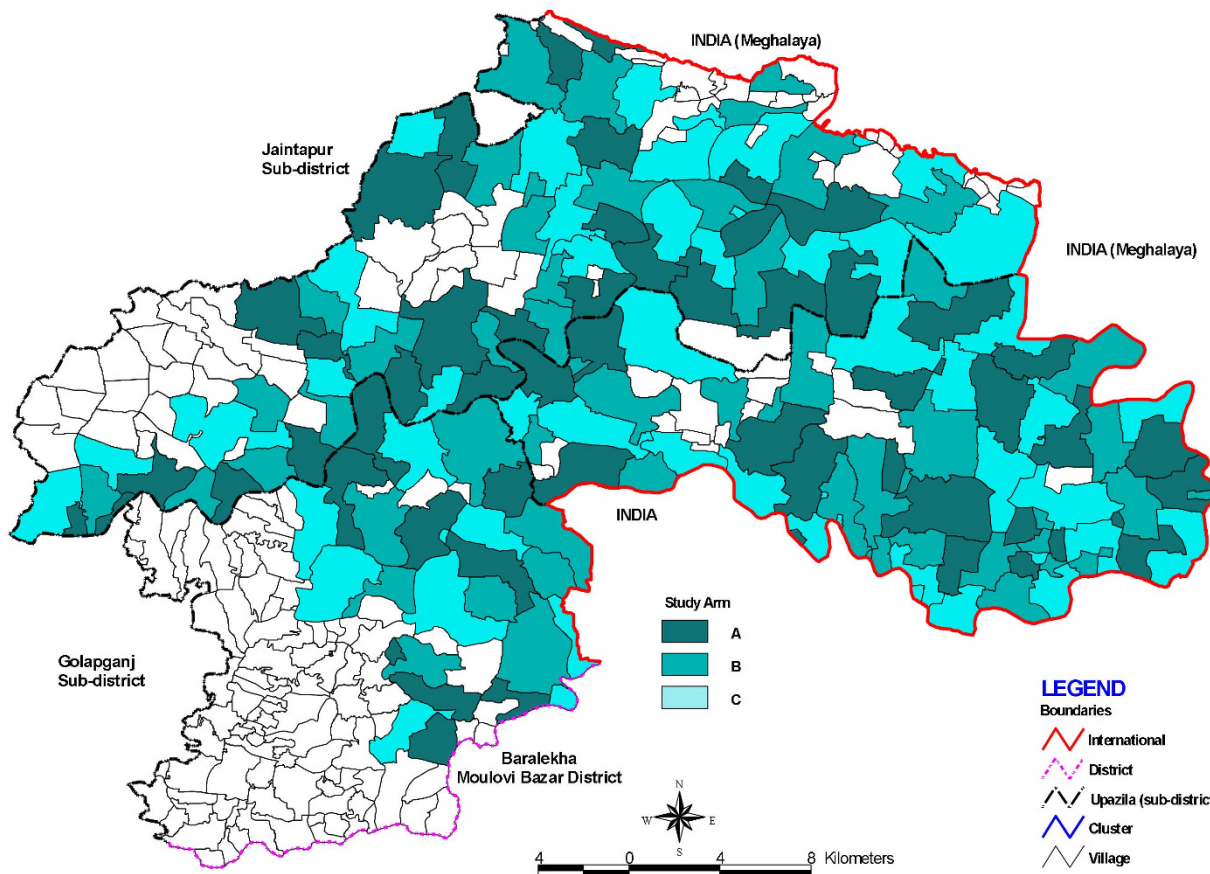 INDIA (Meghalaya)
Jaintapur
Sub-district
INDIA (Meghalaya)
INDIA
Study Arm
A
B
C
Golapganj
Sub-district
LEGEND
Boundaries
International
District
Upazila (sub-distric
Cluster
Village
Baralekha
Moulovi Bazar District
N
W E
S
4 0 4 8 Kilometers